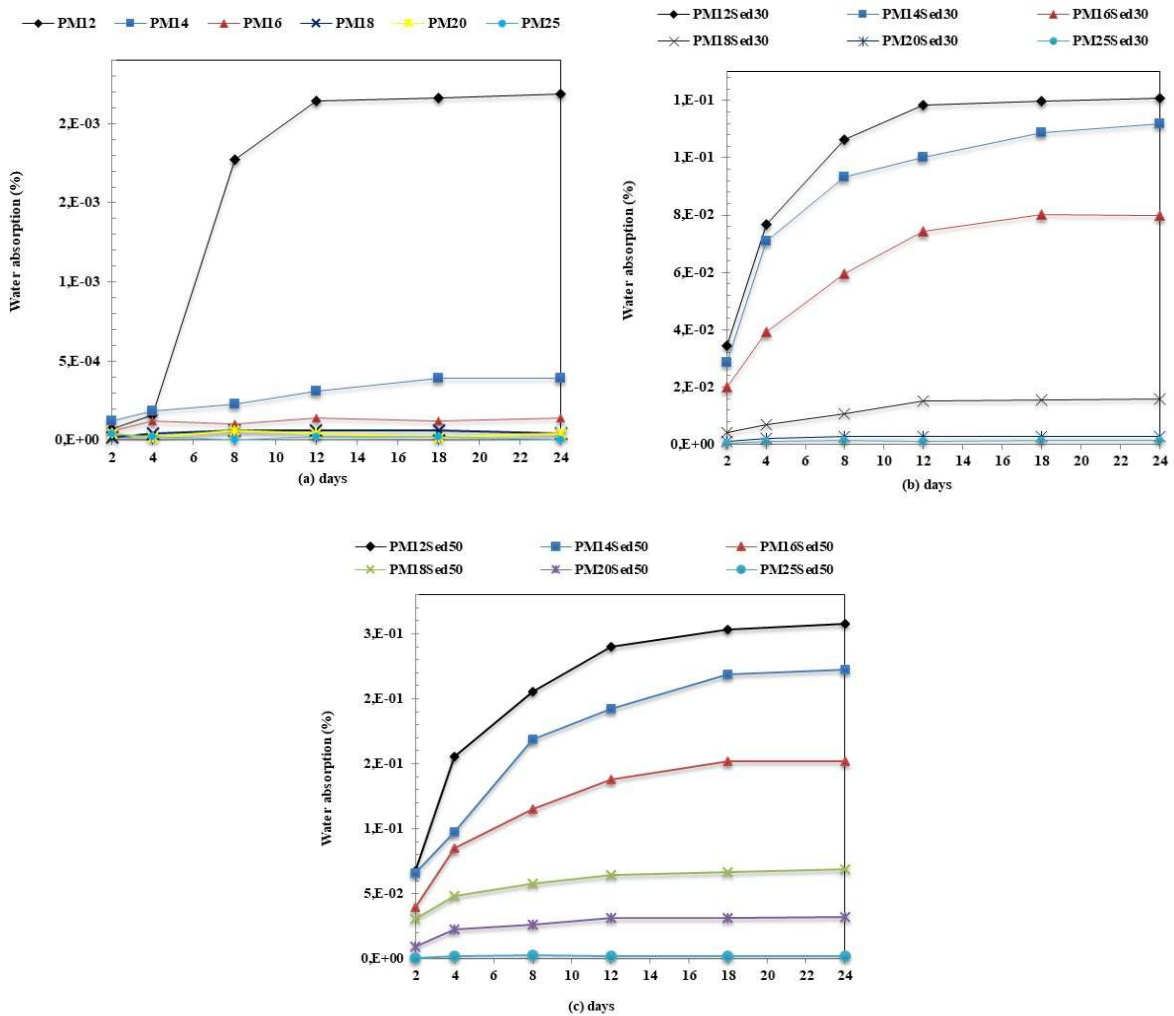 PM12 PM14 PM16 PM18 PM20 PM25
Water absorption (%)
2,E-03
2,E-03
1,E-03
5,E-04
0,E+00
2 4 6 8 10 12 14 16 18 20 22 24
(a) days
PM12Sed30 PM14Sed30 PM16Sed30
PM18Sed30 PM20Sed30 PM25Sed30
Water absorption (%)
1,E-01
1,E-01
8,E-02
6,E-02
4,E-02
2,E-02
0,E+00
2 4 6 8 10 12 14 16 18 20 22 24
(b) days
PM12Sed50 PM14Sed50 PM16Sed50
PM18Sed50 PM20Sed50 PM25Sed50
Water absorption (%)
3,E-01
2,E-01
2,E-01
1,E-01
5,E-02
0,E+00
2 4 6 8 10 12 14 16 18 20 22 24
(c) days